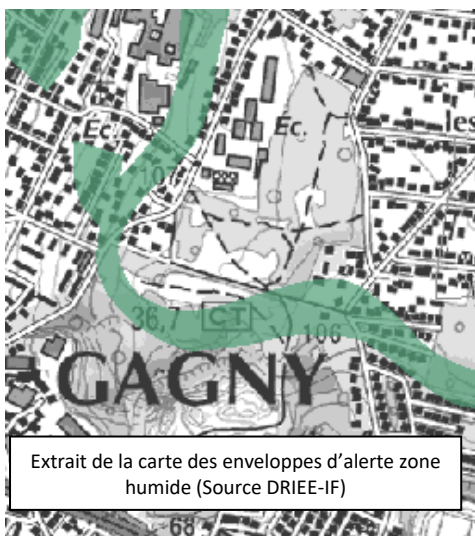 Ec.
Ec.
les
107
36,7
CT
106
GAGNY
Extrait de la carte des enveloppes d’alerte zone
humide (Source DRIEE-IF)
68